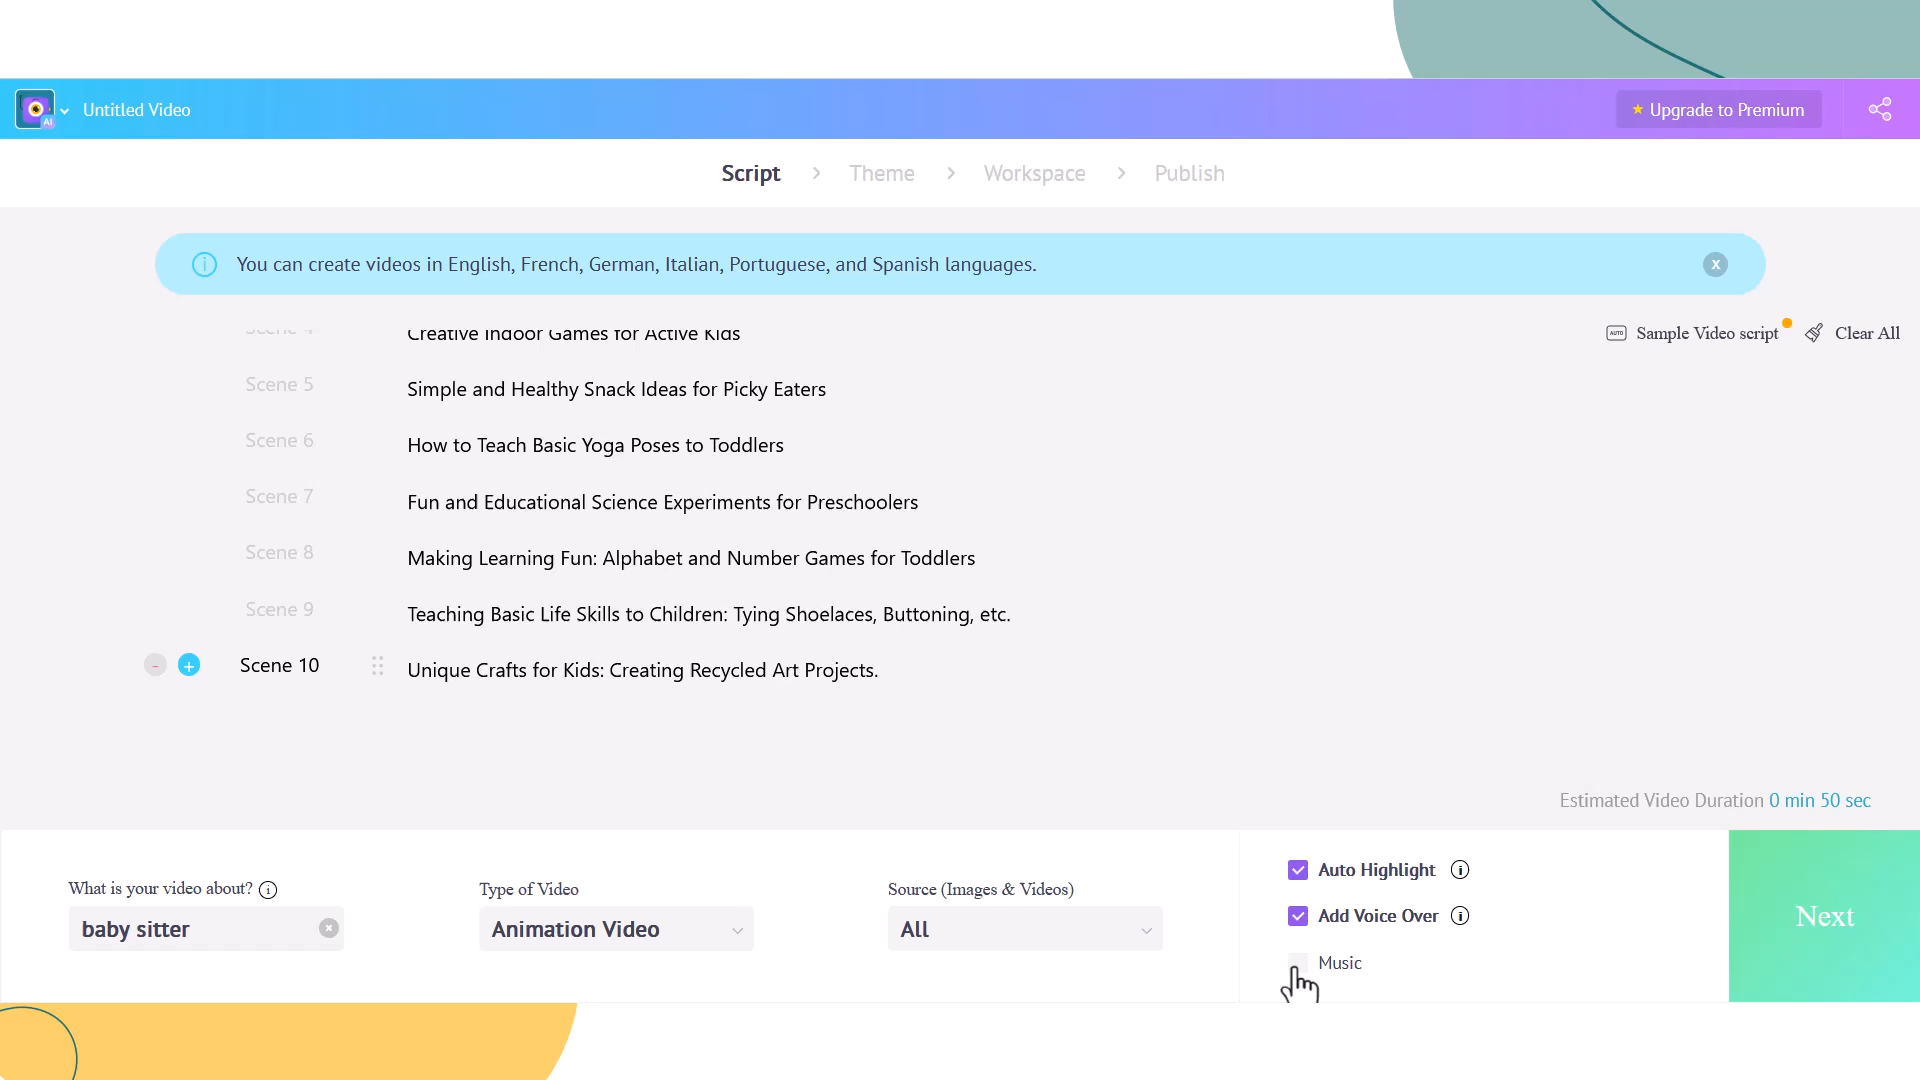 AI
Untitled Video
★ Upgrade to Premium
Script > Theme > Workspace > Publish
You can create videos in English, French, German, Italian, Portuguese, and Spanish languages.
X
Scene 4 Creative Indoor Games for Active Kids
AUTO Sample Video script
Clear All
Scene 5 Simple and Healthy Snack Ideas for Picky Eaters
Scene 6 How to Teach Basic Yoga Poses to Toddlers
Scene 7 Fun and Educational Science Experiments for Preschoolers
Scene 8 Making Learning Fun: Alphabet and Number Games for Toddlers
Scene 9 Teaching Basic Life Skills to Children: Tying Shoelaces, Buttoning, etc.
- + Scene 10 Unique Crafts for Kids: Creating Recycled Art Projects.
Estimated Video Duration 0 min 50 sec
What is your video about?
baby sitter
Type of Video
Animation Video
Source (Images & Videos)
All
Auto Highlight
Add Voice Over
Music
Next